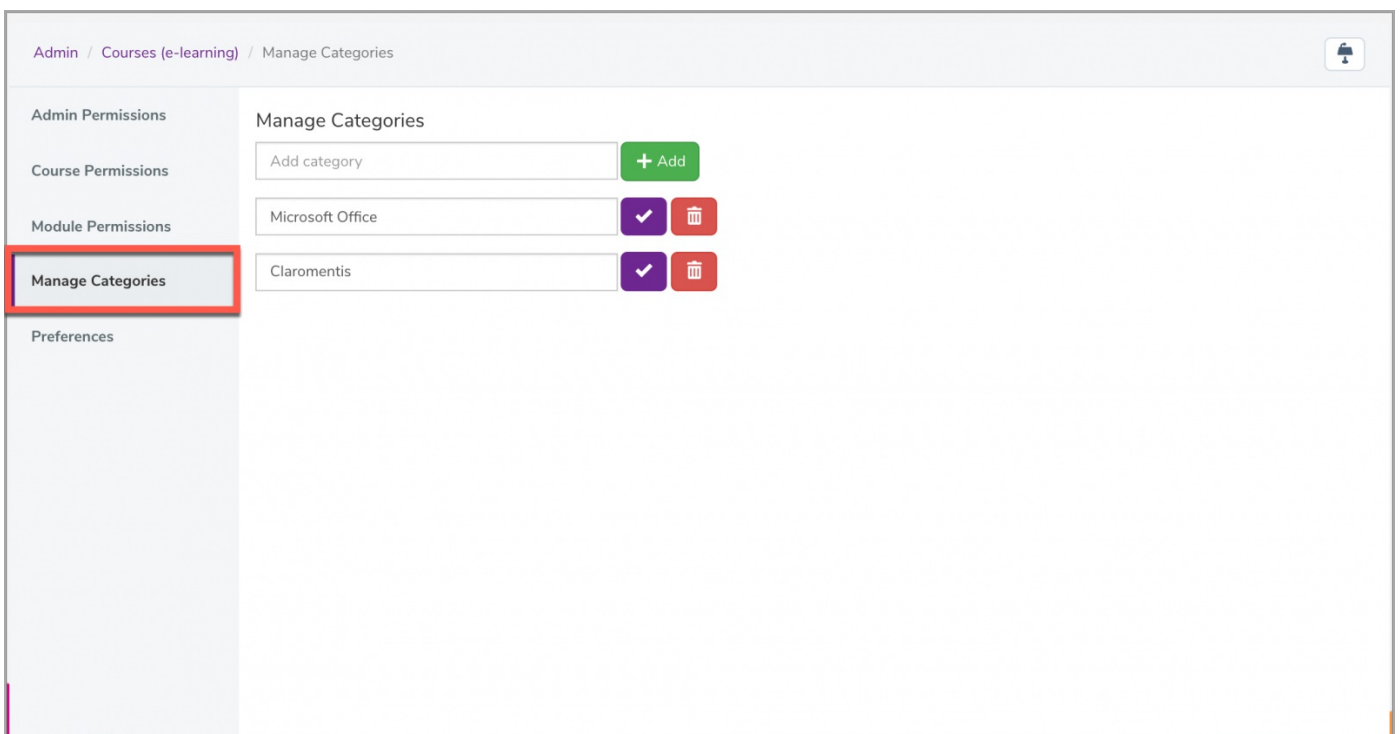 Admin / Courses (e-learning) / Manage Categories
Admin Permissions
Course Permissions
Module Permissions
Manage Categories
Preferences
Manage Categories
Add category
Add
Microsoft Office
Claromentis